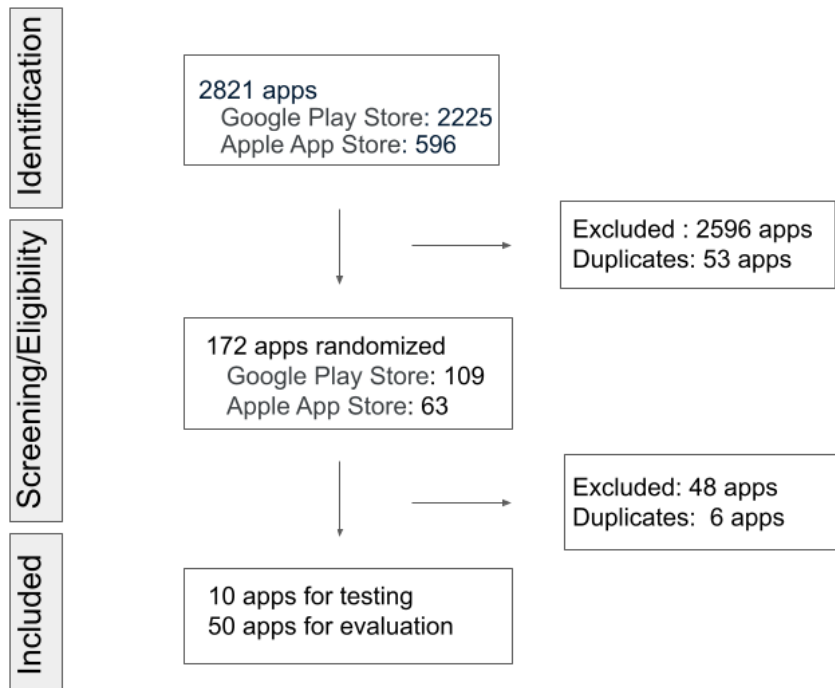 Identification
2821 apps
Google Play Store: 2225
Apple App Store: 596
Excluded : 2596 apps
Duplicates: 53 apps
Screening/Eligibility
172 apps randomized
Google Play Store: 109
Apple App Store: 63
Excluded: 48 apps
Duplicates: 6 apps
Included
10 apps for testing
50 apps for evaluation